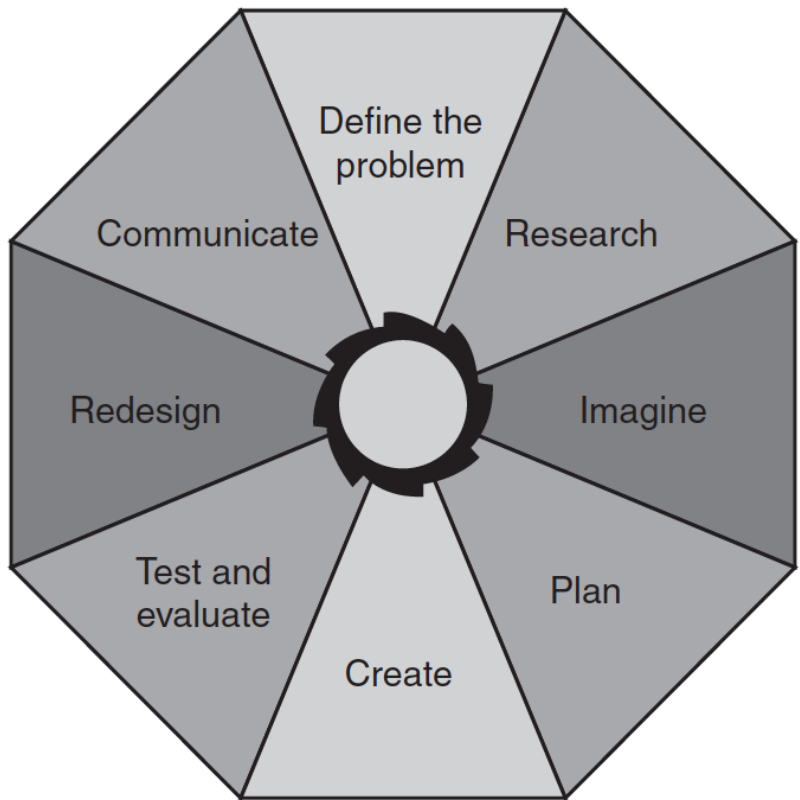 Define the
problem
Research
Imagine
Plan
Create
Test and
evaluate
Redesign
Communicate